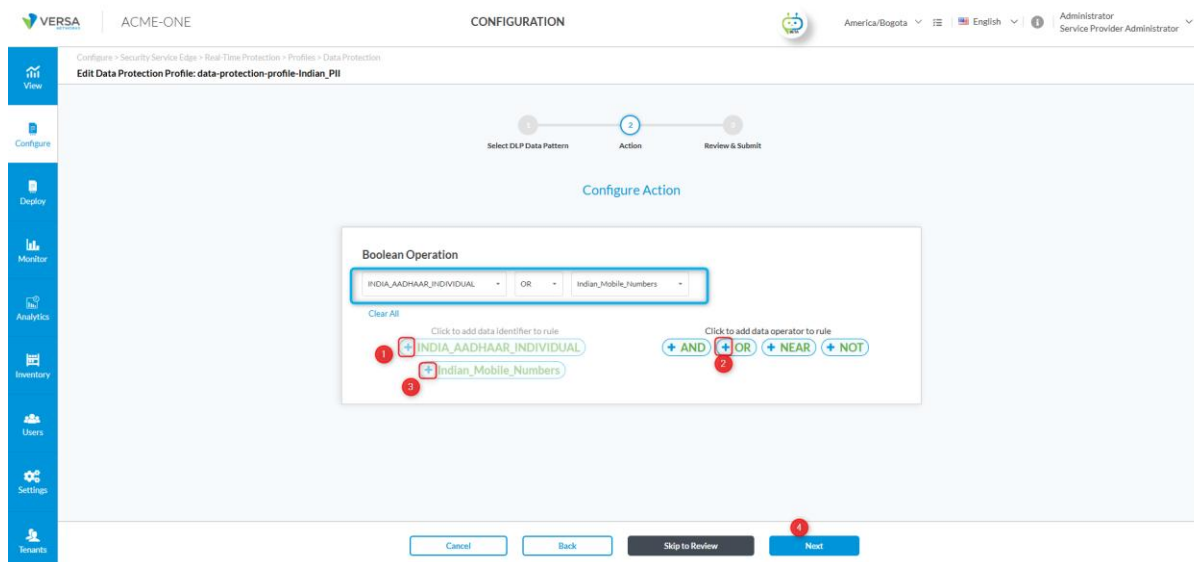 VERSA
NETWORKS
ACME-ONE
CONFIGURATION
BETA
America/Bogota
English
Administrator
Service Provider Administrator
Configure > Security Service Edge > Real-Time Protection > Profiles > Data Protection
Edit Data Protection Profile: data-protection-profile-Indian_PII
View
Configure
Deploy
Monitor
Analytics
Inventory
Users
Settings
Tenants
1
2
3
Select DLP Data Pattern
Action
Review & Submit
Configure Action
Boolean Operation
INDIA_AADHAAR_INDIVIDUAL
OR
Indian_Mobile_Numbers
Clear All
Click to add data identifier to rule
1
+ INDIA_AADHAAR_INDIVIDUAL
+ Indian_Mobile_Numbers
3
Click to add data operator to rule
+ AND
+ OR
+ NEAR
+ NOT
2
4
Cancel
Back
Skip to Review
Next